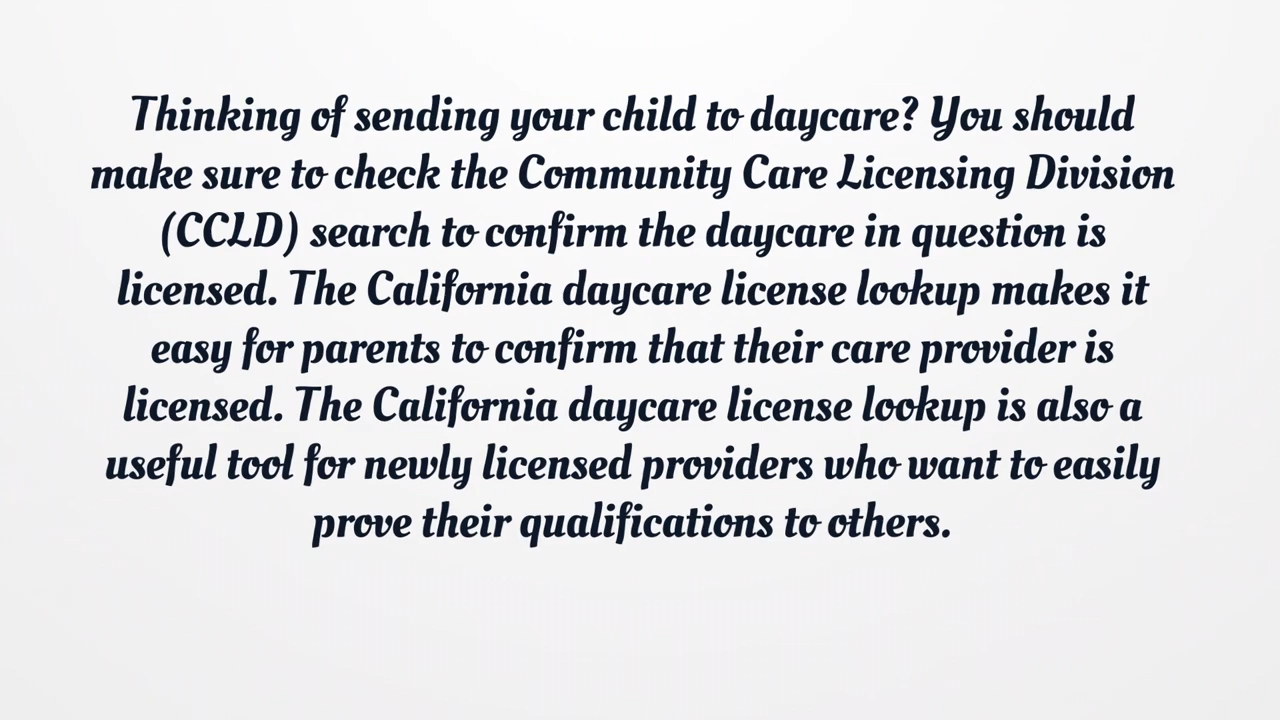 Thinking of sending your child to daycare? You should
make sure to check the Community Care Licensing Division
(CCLD) search to confirm the daycare in question is
licensed. The California daycare license lookup makes it
easy for parents to confirm that their care provider is
licensed. The California daycare license lookup is also a
useful tool for newly licensed providers who want to easily
prove their qualifications to others.